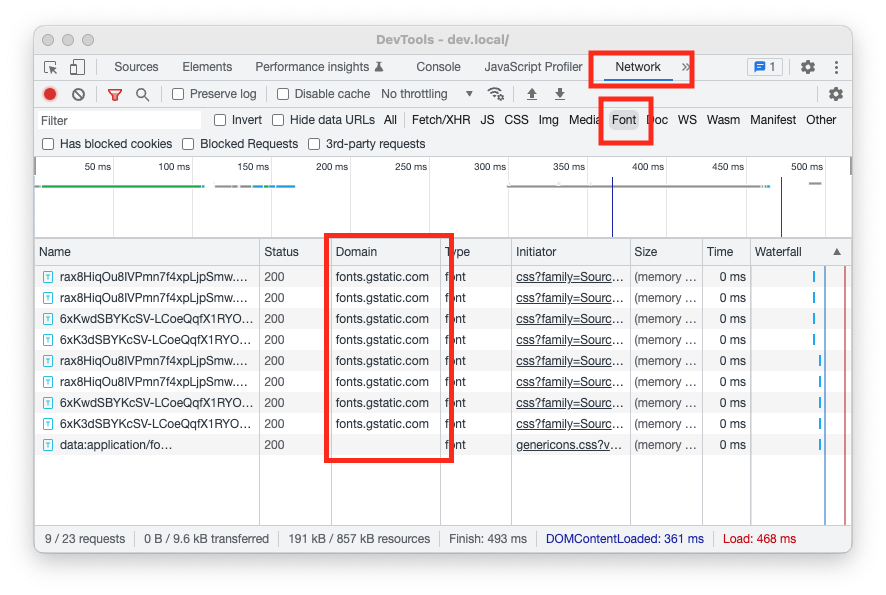 DevTools - dev.local/
Sources Elements Performance insights Console JavaScript Profiler Network » 1
Preserve log Disable cache No throttling
Filter Invert Hide data URLs All Fetch/XHR JS CSS Img Media Font Doc WS Wasm Manifest Other
Has blocked cookies Blocked Requests 3rd-party requests
50 ms 100 ms 150 ms 200 ms 250 ms 300 ms 350 ms 400 ms 450 ms 500 ms
Name Status Domain Type Initiator Size Time Waterfall
rax8HiqOu8IVPmn7f4xpLjpSmw.... 200 fonts.gstatic.com font css?family=Sourc... (memory ... 0 ms
rax8HiqOu8IVPmn7f4xpLjpSmw.... 200 fonts.gstatic.com font css?family=Sourc... (memory ... 0 ms
6xKwdSBYKcSV-LCoeQqfX1RYO... 200 fonts.gstatic.com font css?family=Sourc... (memory ... 0 ms
6xK3dSBYKcSV-LCoeQqfX1RYO... 200 fonts.gstatic.com font css?family=Sourc... (memory ... 0 ms
rax8HiqOu8IVPmn7f4xpLjpSmw.... 200 fonts.gstatic.com font css?family=Sourc... (memory ... 0 ms
rax8HiqOu8IVPmn7f4xpLjpSmw.... 200 fonts.gstatic.com font css?family=Sourc... (memory ... 0 ms
6xKwdSBYKcSV-LCoeQqfX1RYO... 200 fonts.gstatic.com font css?family=Sourc... (memory ... 0 ms
6xK3dSBYKcSV-LCoeQqfX1RYO... 200 fonts.gstatic.com font css?family=Sourc... (memory ... 0 ms
data:application/fo... 200 font genericons.css?v... (memory ... 0 ms
9 / 23 requests 0 B / 9.6 kB transferred 191 kB / 857 kB resources Finish: 493 ms DOMContentLoaded: 361 ms Load: 468 ms